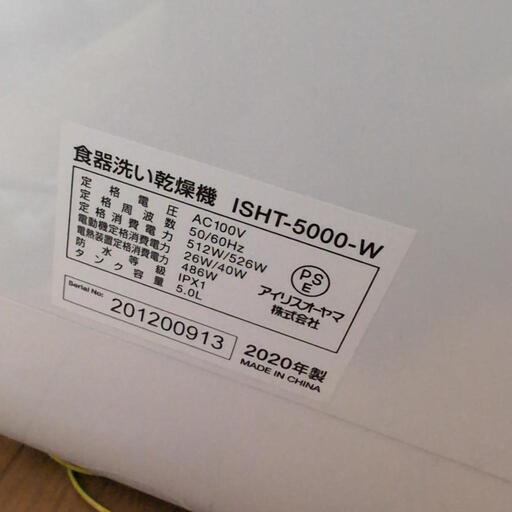 食器洗い乾燥機 ISHT-5000-W
定格電圧 AC100V
定格周波数 50/60Hz
定格消費電力 512W/526W
電動機定格消費電力 26W/40W
電熱装置定格消費電力 486W
防水等級 IPX1
タンク容量 5.0L
PSE
アイリスオーヤマ
株式会社
Serial No: 201200913
2020年製
MADE IN CHINA